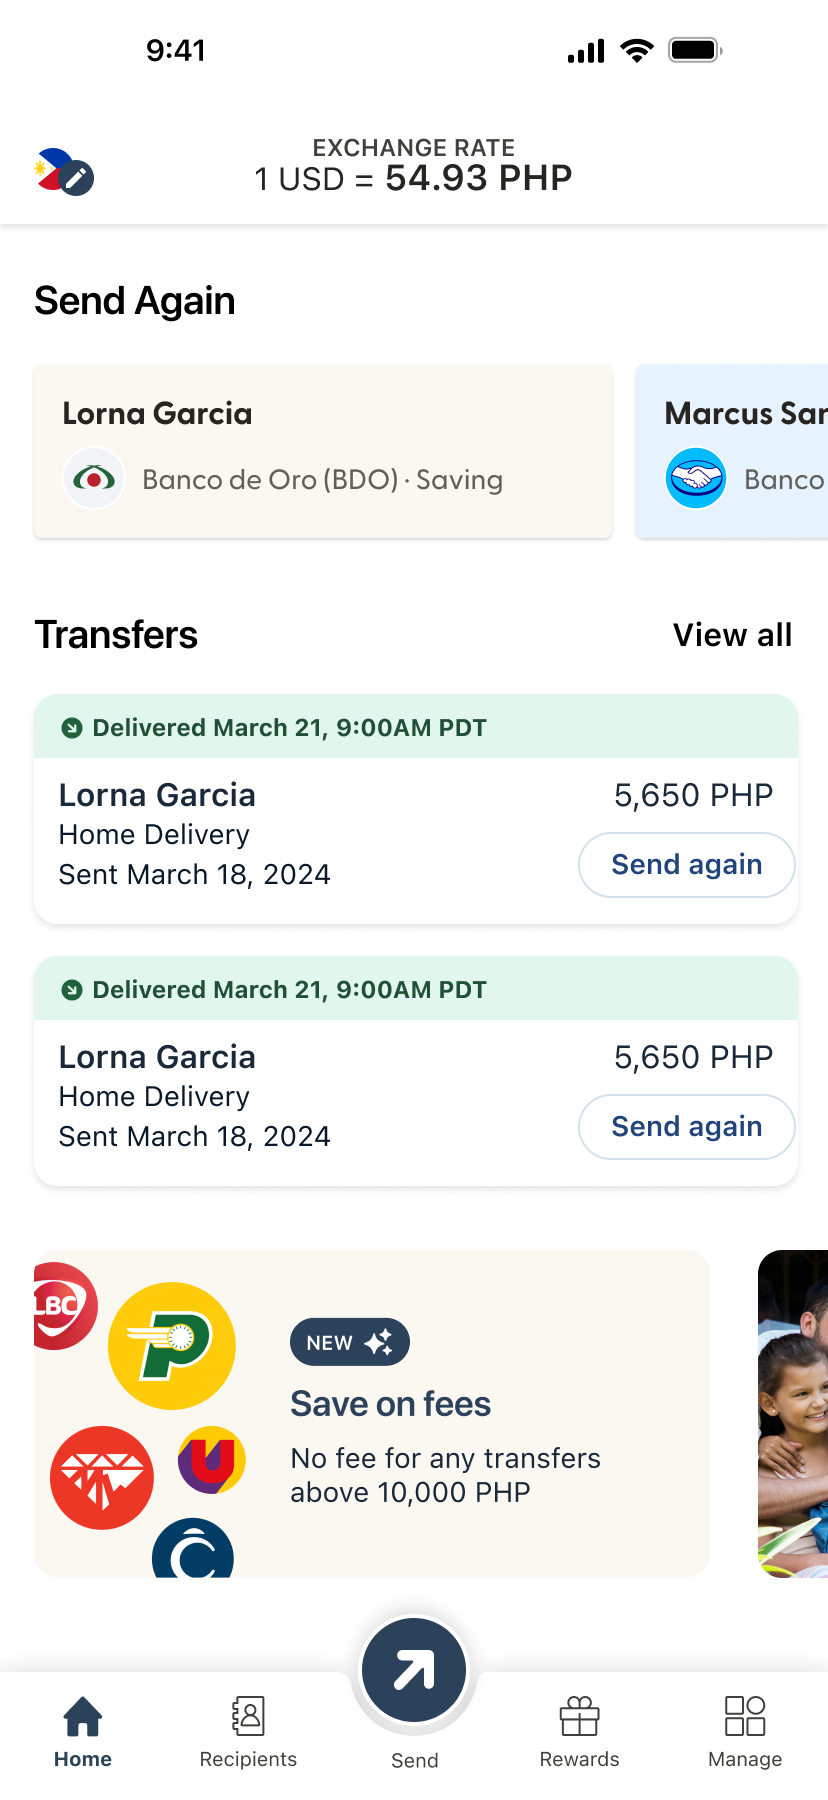 9:41
EXCHANGE RATE
1 USD = 54.93 PHP
Send Again
Lorna Garcia
Banco de Oro (BDO) · Saving
Marcus
Banco
Transfers
View all
Delivered March 21, 9:00AM PDT
Lorna Garcia
5,650 PHP
Home Delivery
Sent March 18, 2024
Send again
Delivered March 21, 9:00AM PDT
Lorna Garcia
5,650 PHP
Home Delivery
Sent March 18, 2024
Send again
LBC
P
U
NEW
Save on fees
No fee for any transfers
above 10,000 PHP
Home
Recipients
Send
Rewards
Manage